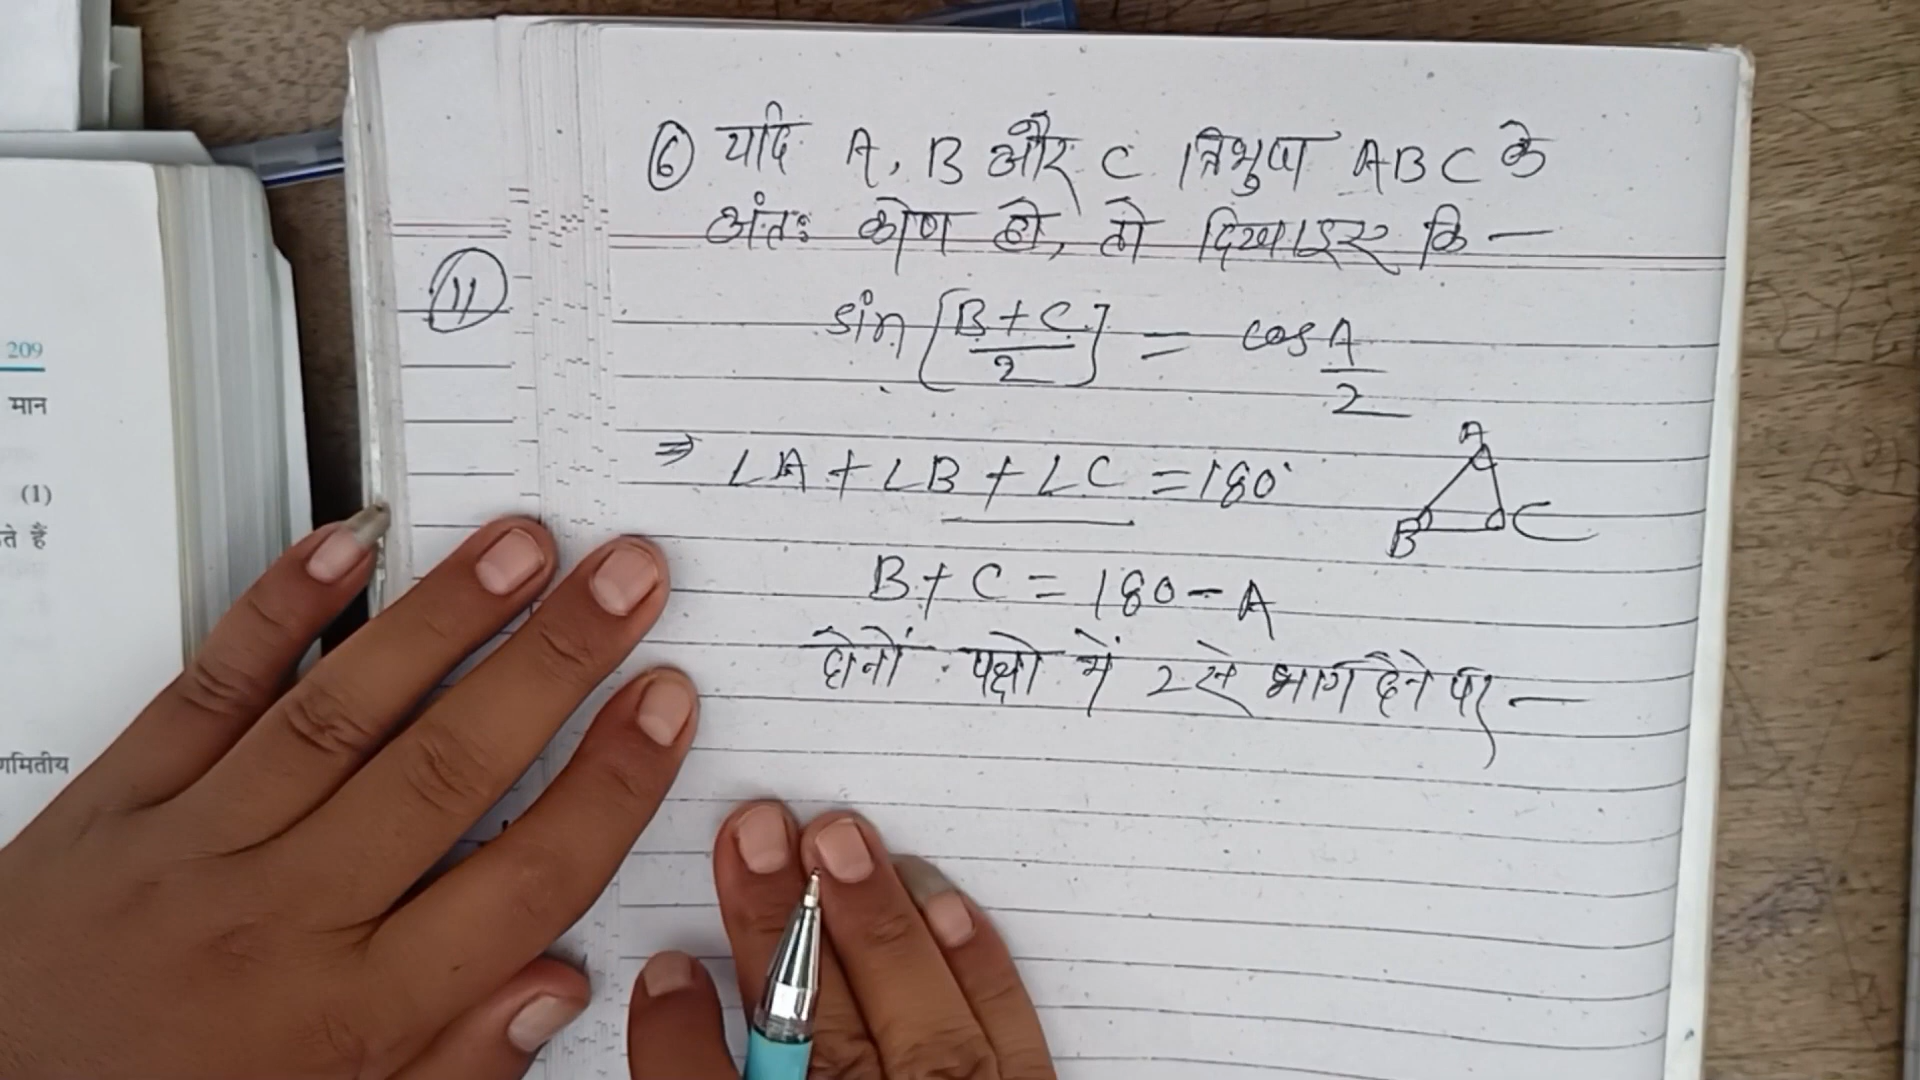 209
मान
(1)
ते हैं
णमितीय
11
6 यदि A, B और C त्रिभुज ABC के
अंतः कोण हो, तो दिखाइए कि —
sin [B+C/2] = cos A/2
⇒ ∠A + ∠B + ∠C = 180°
A
B C
B + C = 180 - A
दोनों पक्षो में 2 से भाग देने पर —